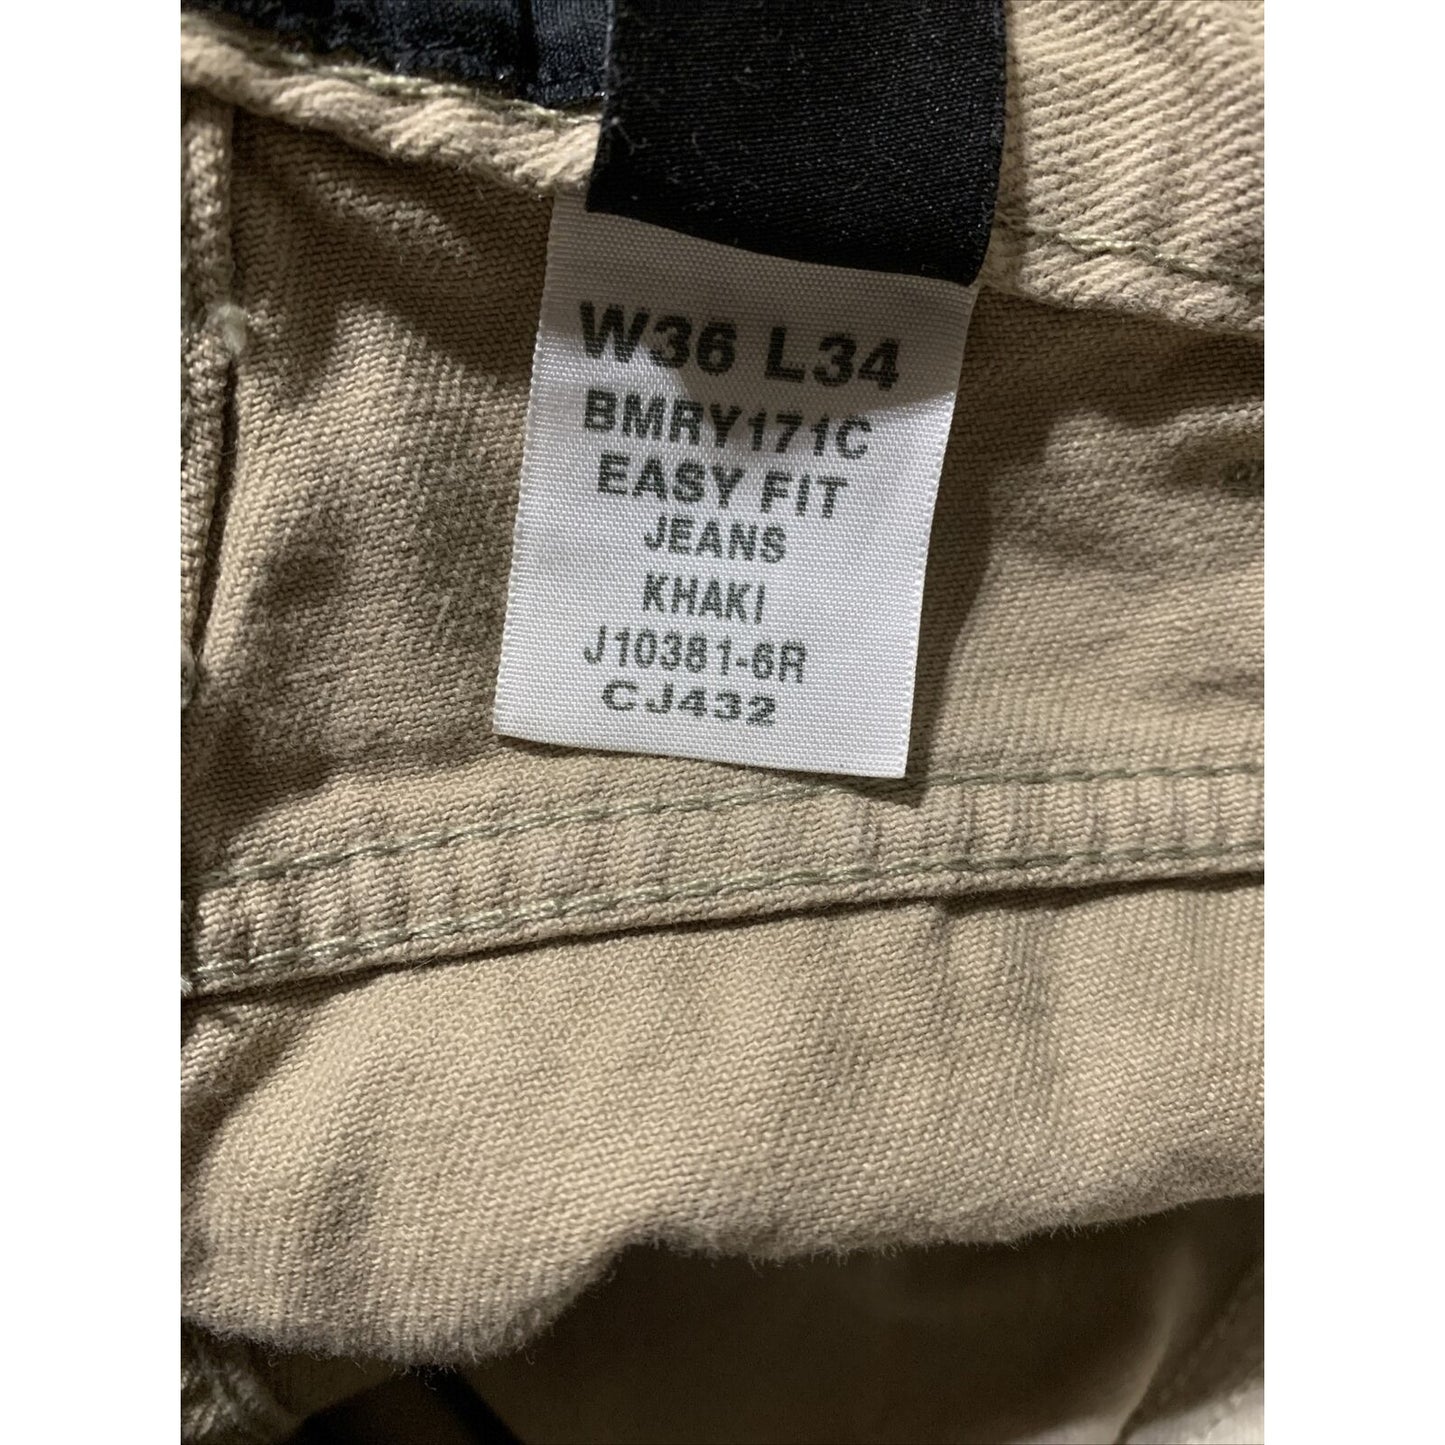 W36 L34
BMRY171C
EASY FIT
JEANS
KHAKI
J10381-6R
CJ432